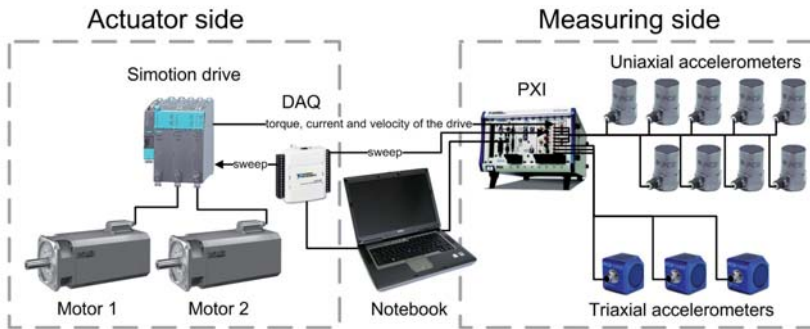 Actuator side
Measuring side
Simotion drive
DAQ
PXI
Uniaxial accelerometers
torque, current and velocity of the drive
sweep
sweep
Motor 1
Motor 2
Notebook
Triaxial accelerometers